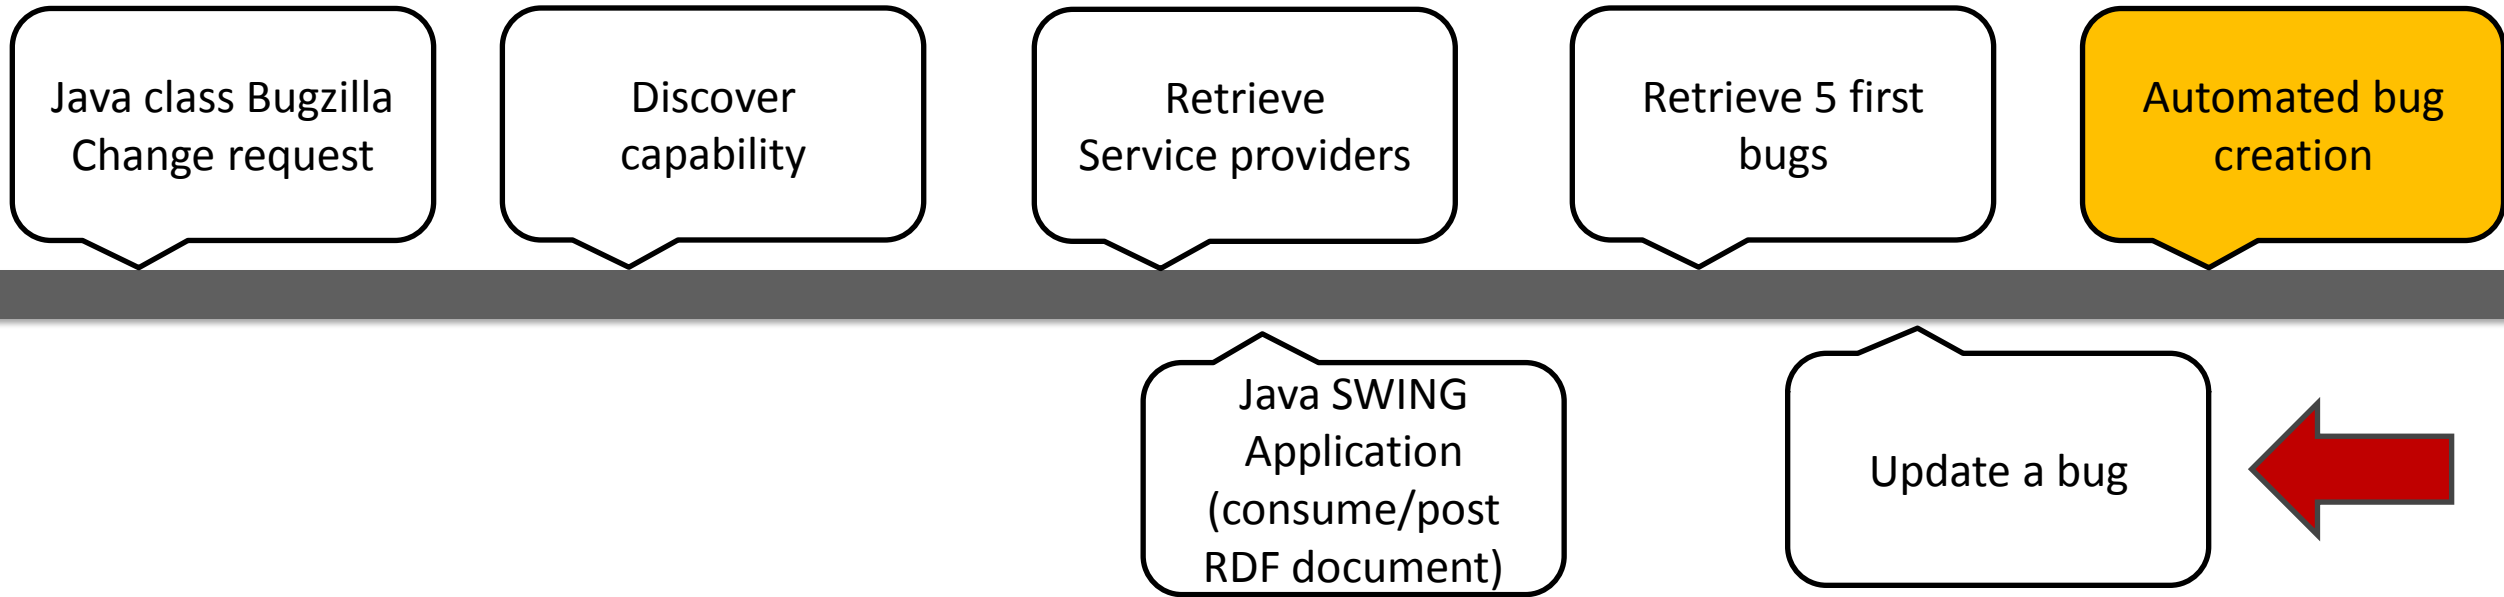 Java class Bugzilla
Change request
Discover
capability
Retrieve
Service providers
Retrieve 5 first
bugs
Automated bug
creation
Java SWING
Application
(consume/post
RDF document)
Update a bug